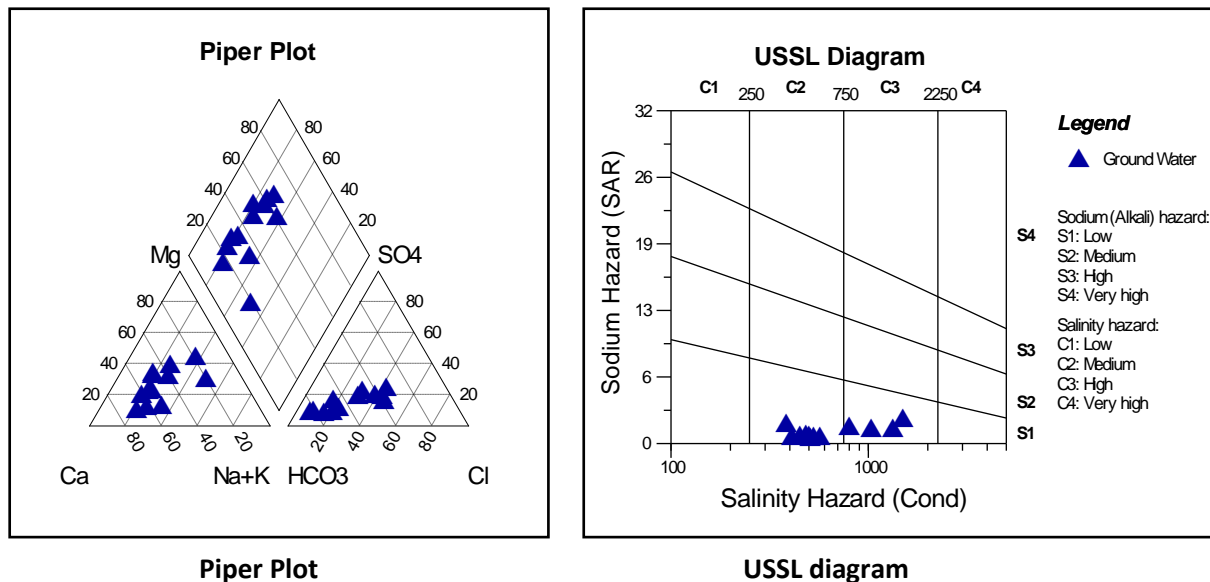 Piper Plot
80 80
60 60
40 40
20 20
Mg SO4
80 80
60 60
40 40
20 20
80 60 40 20 20 40 60 80
Ca Na+K HCO3 Cl
USSL Diagram
C1 250 C2 750 C3 2250 C4
32
26
19
13
6
0
Sodium Hazard (SAR)
S4
S3
S2
S1
100 1000
Salinity Hazard (Cond)
Legend
Ground Water
Sodium (Alkali) hazard:
S1: Low
S2: Medium
S3: High
S4: Very high
Salinity hazard:
C1: Low
C2: Medium
C3: High
C4: Very high
Piper Plot
USSL diagram